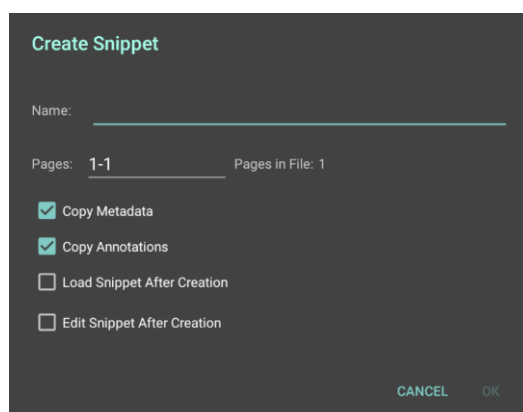 Create Snippet
Name:
Pages: 1-1 Pages in File: 1
Copy Metadata
Copy Annotations
Load Snippet After Creation
Edit Snippet After Creation
CANCEL OK